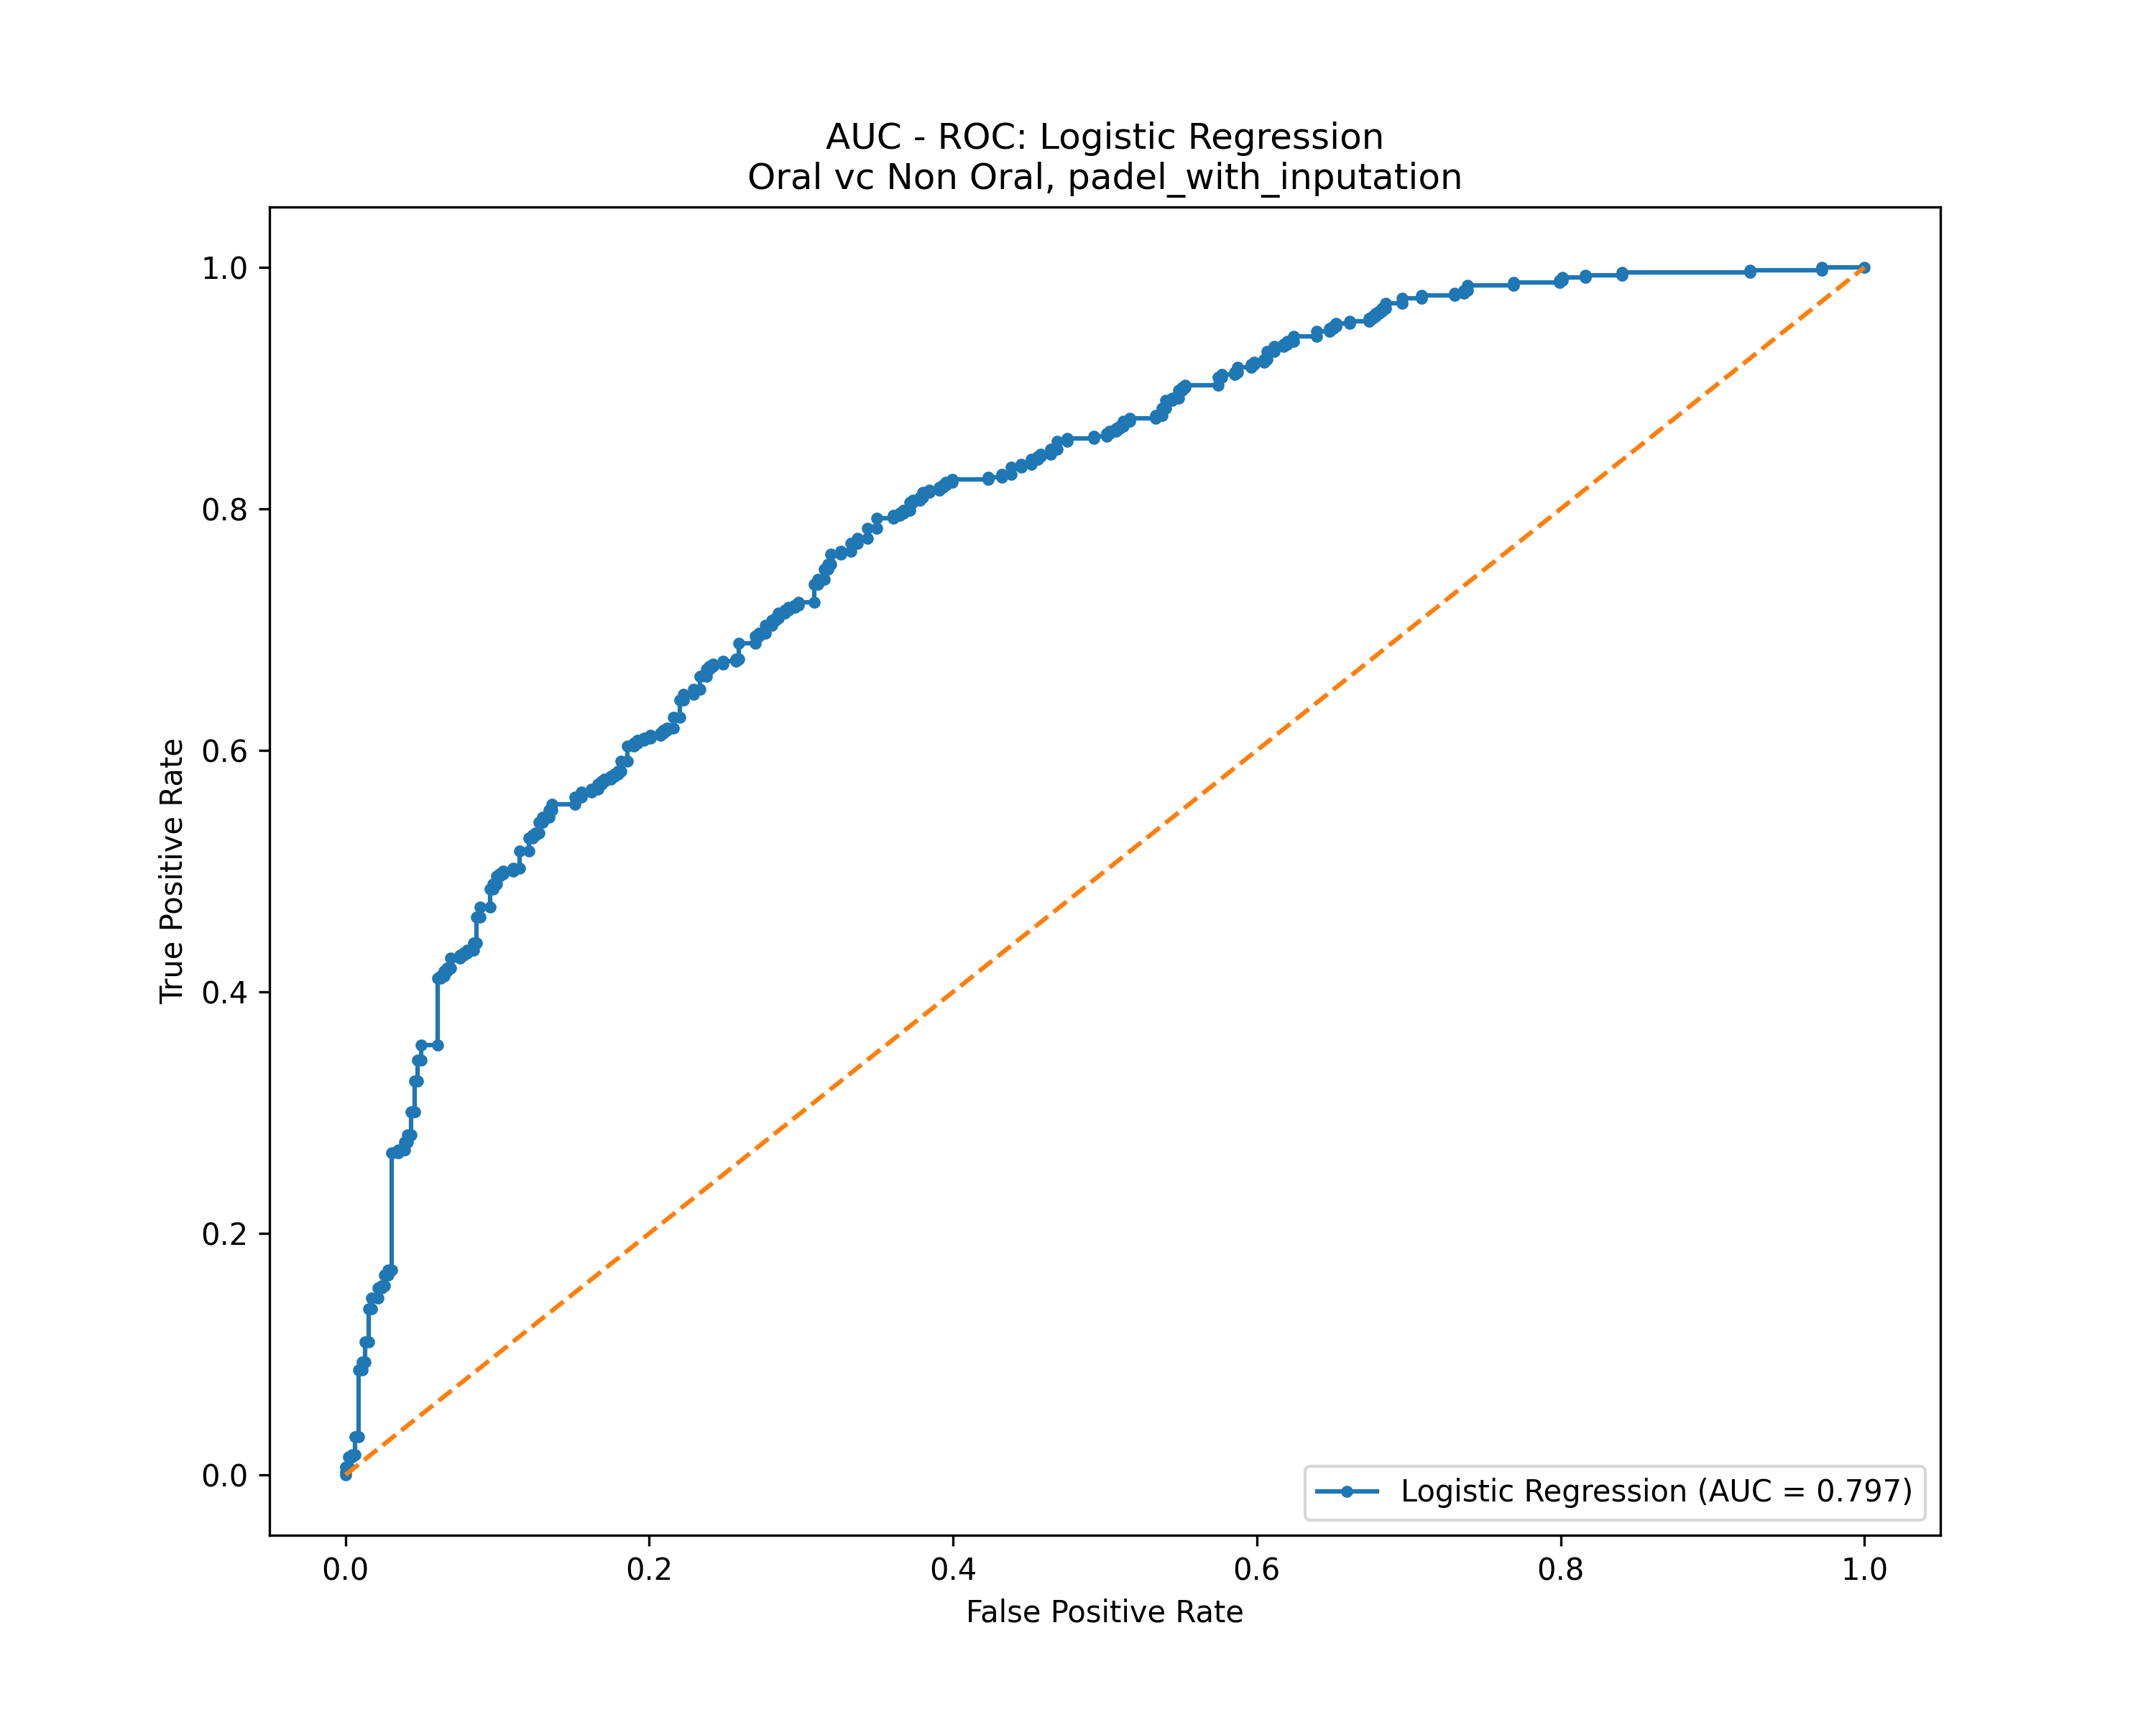 AUC - ROC: Logistic Regression
Oral vc Non Oral, padel_with_inputation
True Positive Rate
1.0
0.8
0.6
0.4
0.2
0.0
Logistic Regression (AUC = 0.797)
0.0 0.2 0.4 0.6 0.8 1.0
False Positive Rate